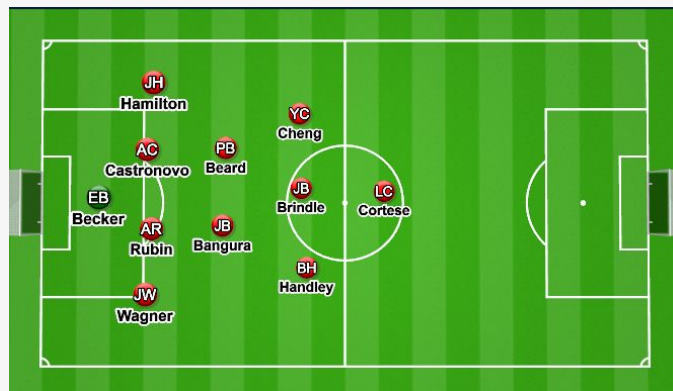 JH
Hamilton
YC
Cheng
AC
Castronovo
PB
Beard
EB
Becker
JB
Brindle
LC
Cortese
AR
Rubin
JB
Bangura
BH
Handley
JW
Wagner